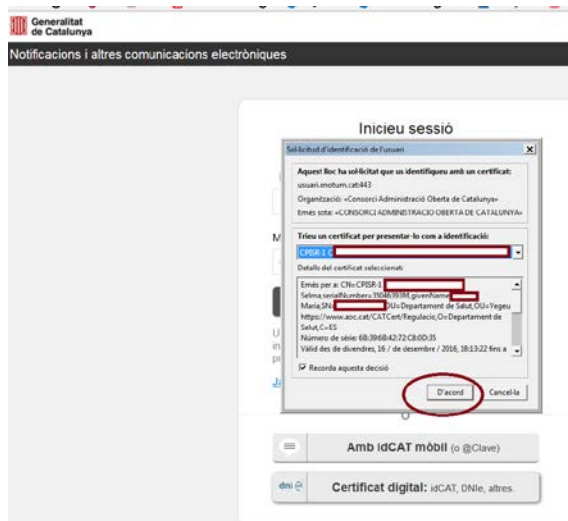 Generalitat
de Catalunya
Notificacions i altres comunicacions electròniques
Inicieu sessió
Sol·licitud d'identificació de l'usuari
Aquest lloc ha sol·licitat que us identifiqueu amb un certificat:
usuari.enotum.cat:443
Organització: «Consorci Administració Oberta de Catalunya»
Emès sota: «CONSORCI ADMINISTRACIO OBERTA DE CATALUNYA»
Trieu un certificat per presentar-lo com a identificació:
CPISR-1 C
Detalls del certificat seleccionat:
Emès per a: CN=CPISR-1
Maria,SN= OU=Departament de Salut,OU=Vegeu
https://www.aoc.cat/CATCert/Regulacio,O=Departament de
Salut,C=ES
Número de sèrie: 68:39:68:42:72:C8:0D:35
Vàlid des de divendres, 16 / de desembre / 2016, 18:13:22 fins a
Recorda aquesta decisió
D'acord
Cancel·la
Amb idCAT mòbil (o @Clave)
dni e
Certificat digital: idCAT, DNIe, altres.